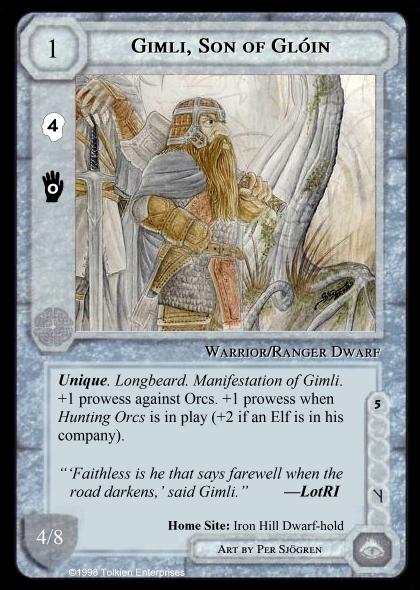 1
GIMLI, SON OF GLÓIN
4
WARRIOR/RANGER DWARF
Unique. Longbeard. Manifestation of Gimli.
+1 prowess against Orcs. +1 prowess when
Hunting Orcs is in play (+2 if an Elf is in his
company).
5
“‘Faithless is he that says farewell when the
road darkens,’ said Gimli.” —LotRI
Home Site: Iron Hill Dwarf-hold
4/8
ART BY PER SJÖGREN
©1998 Tolkien Enterprises